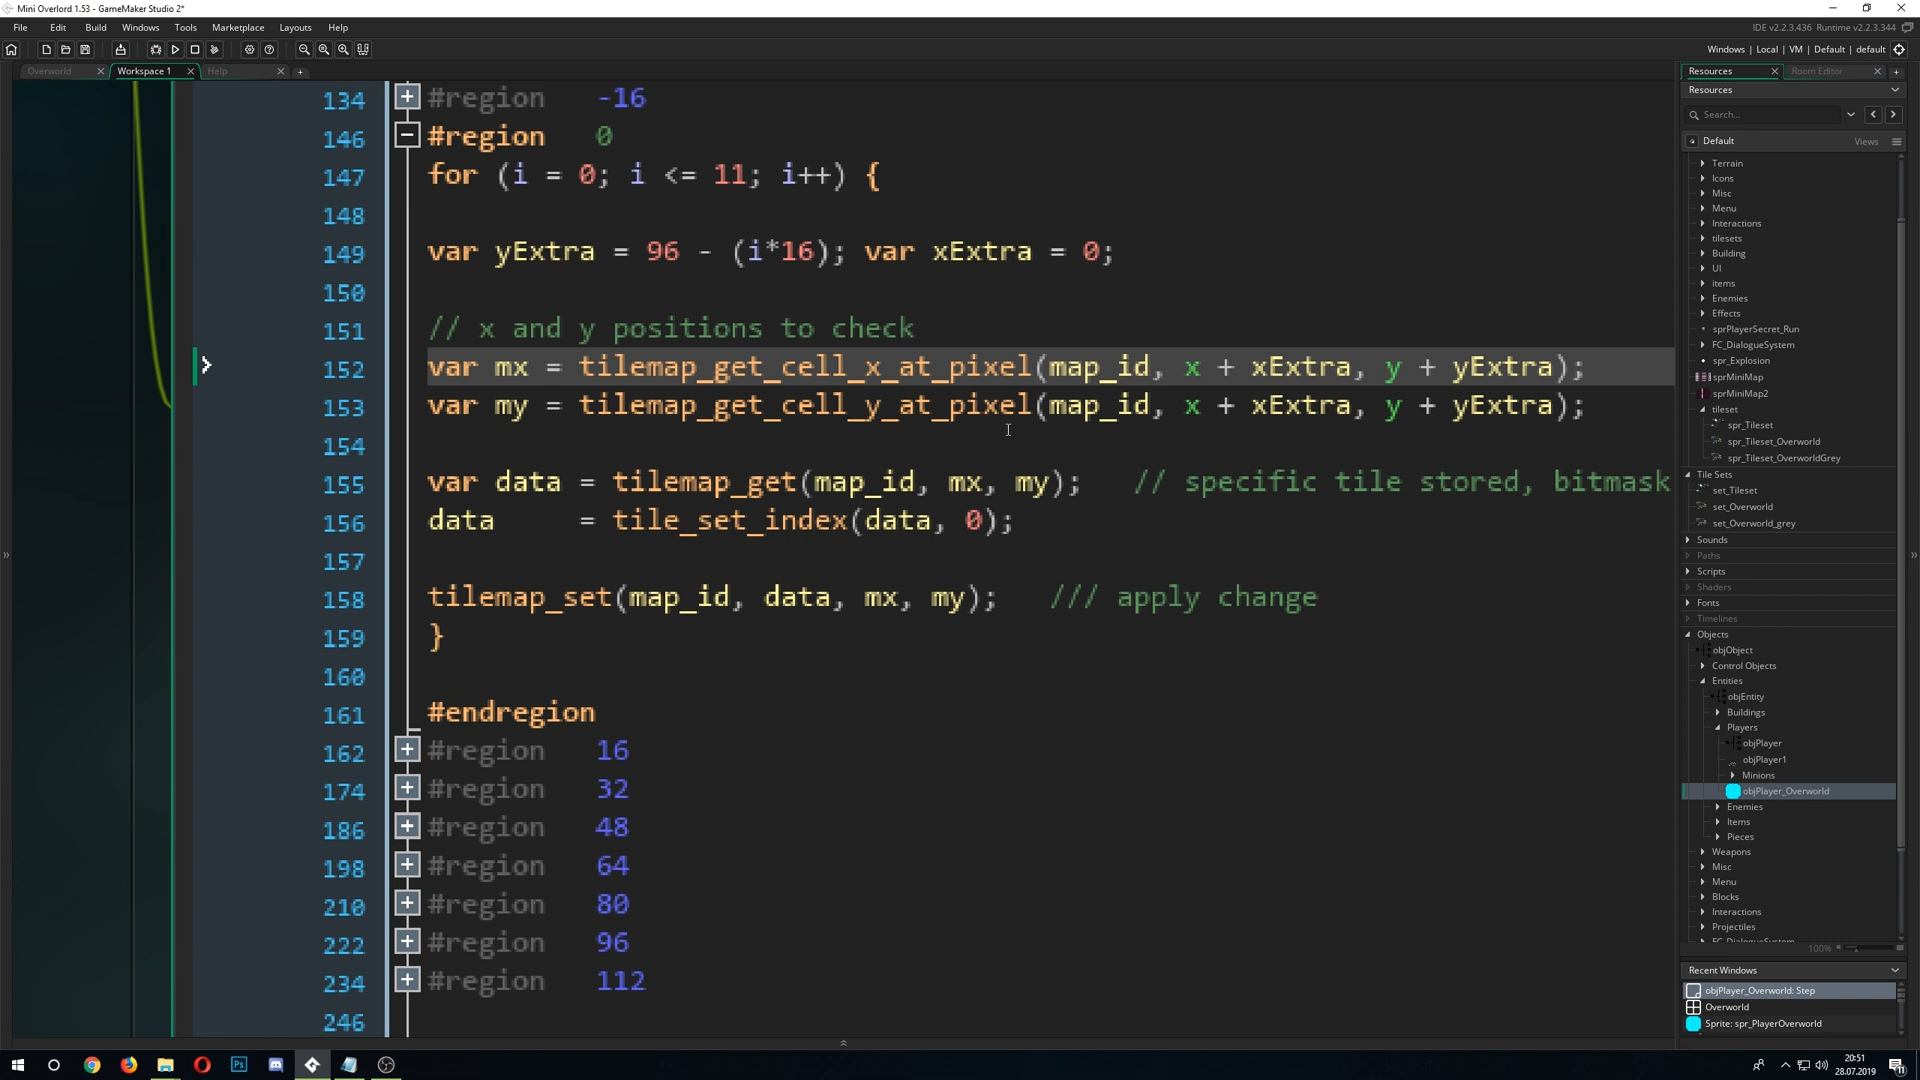 Mini Overlord 1.53 - GameMaker Studio 2*
File Edit Build Windows Tools Marketplace Layouts Help
IDE v2.2.3.436 Runtime v2.2.3.344
Windows | Local | VM | Default | default
Overworld
Workspace 1
Help
134 #region -16
146 #region 0
147 for (i = 0; i <= 11; i++) {
148
149 var yExtra = 96 - (i*16); var xExtra = 0;
150
151 // x and y positions to check
152 var mx = tilemap_get_cell_x_at_pixel(map_id, x + xExtra, y + yExtra);
153 var my = tilemap_get_cell_y_at_pixel(map_id, x + xExtra, y + yExtra);
154
155 var data = tilemap_get(map_id, mx, my); // specific tile stored, bitmask
156 data = tile_set_index(data, 0);
157
158 tilemap_set(map_id, data, mx, my); /// apply change
159 }
160
161 #endregion
162 #region 16
174 #region 32
186 #region 48
198 #region 64
210 #region 80
222 #region 96
234 #region 112
246
Resources
Room Editor
Resources
Search...
Default
Views
Terrain
Icons
Misc
Menu
Interactions
tilesets
Building
UI
items
Enemies
Effects
sprPlayerSecret_Run
FC_DialogueSystem
spr_Explosion
sprMiniMap
sprMiniMap2
tileset
spr_Tileset
spr_Tileset_Overworld
spr_Tileset_OverworldGrey
Tile Sets
set_Tileset
set_Overworld
set_Overworld_grey
Sounds
Paths
Scripts
Shaders
Fonts
Timelines
Objects
objObject
Control Objects
Entities
objEntity
Buildings
Players
objPlayer
objPlayer1
Minions
objPlayer_Overworld
Enemies
Items
Pieces
Weapons
Misc
Menu
Blocks
Interactions
Projectiles
FC_DialogueSystem
100%
Recent Windows
objPlayer_Overworld: Step
Overworld
Sprite: spr_PlayerOverworld
Ps
20:51
28.07.2019
11